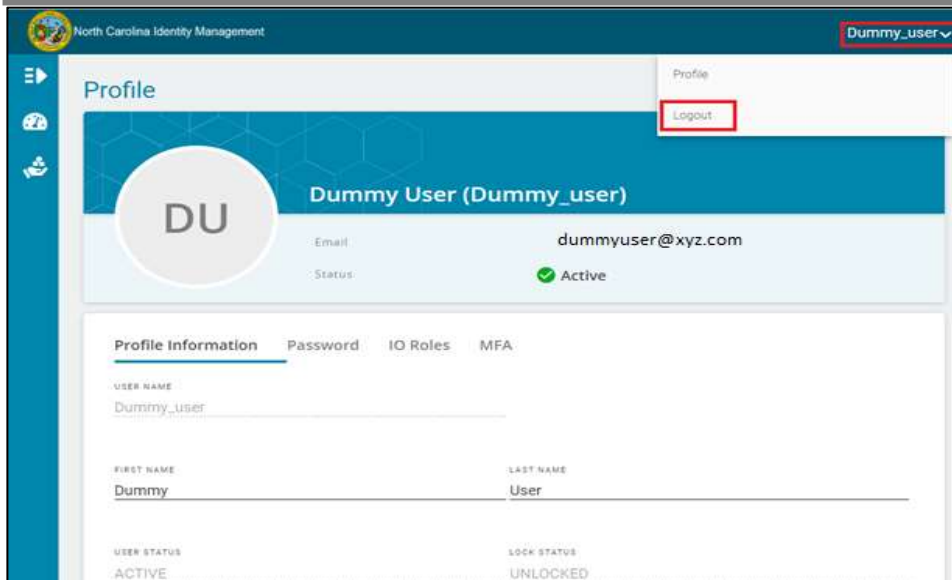 North Carolina Identity Management
Dummy_user
Profile
Logout
Profile
DU
Dummy User (Dummy_user)
Email dummyuser@xyz.com
Status Active
Profile Information Password IO Roles MFA
USER NAME
Dummy_user
FIRST NAME LAST NAME
Dummy User
USER STATUS LOCK STATUS
ACTIVE UNLOCKED